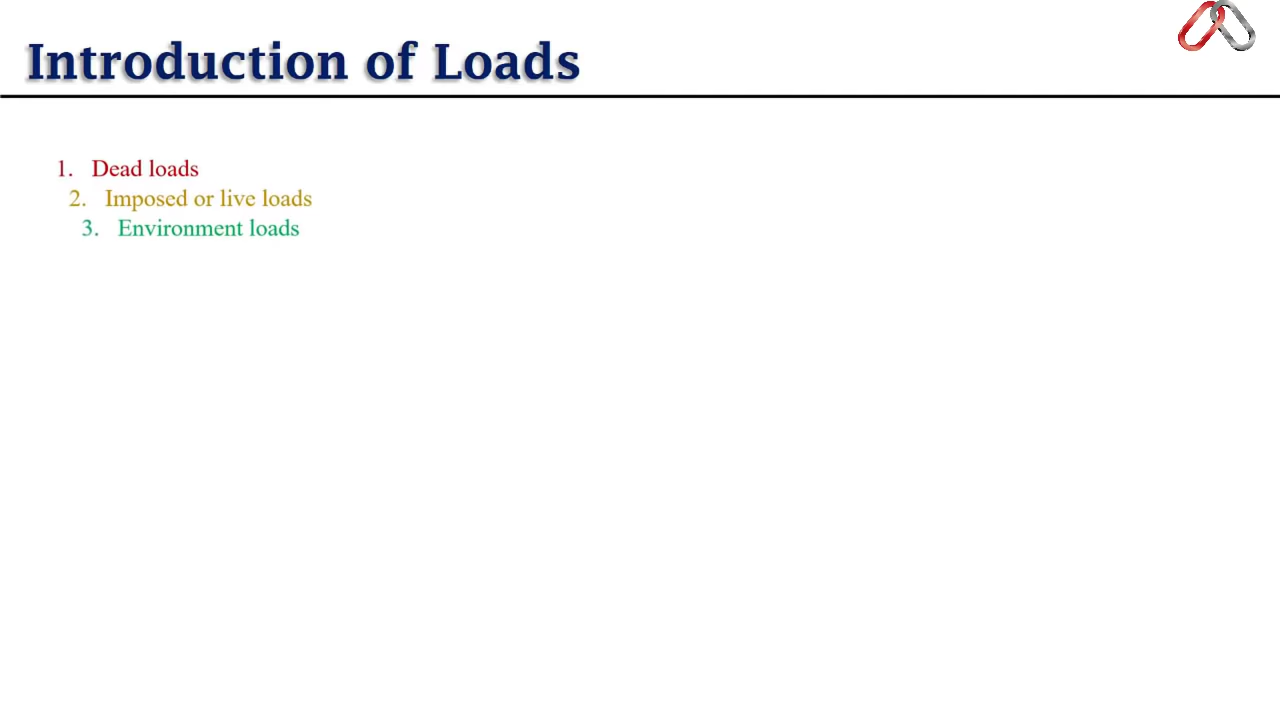 Introduction of Loads
1. Dead loads
2. Imposed or live loads
3. Environment loads